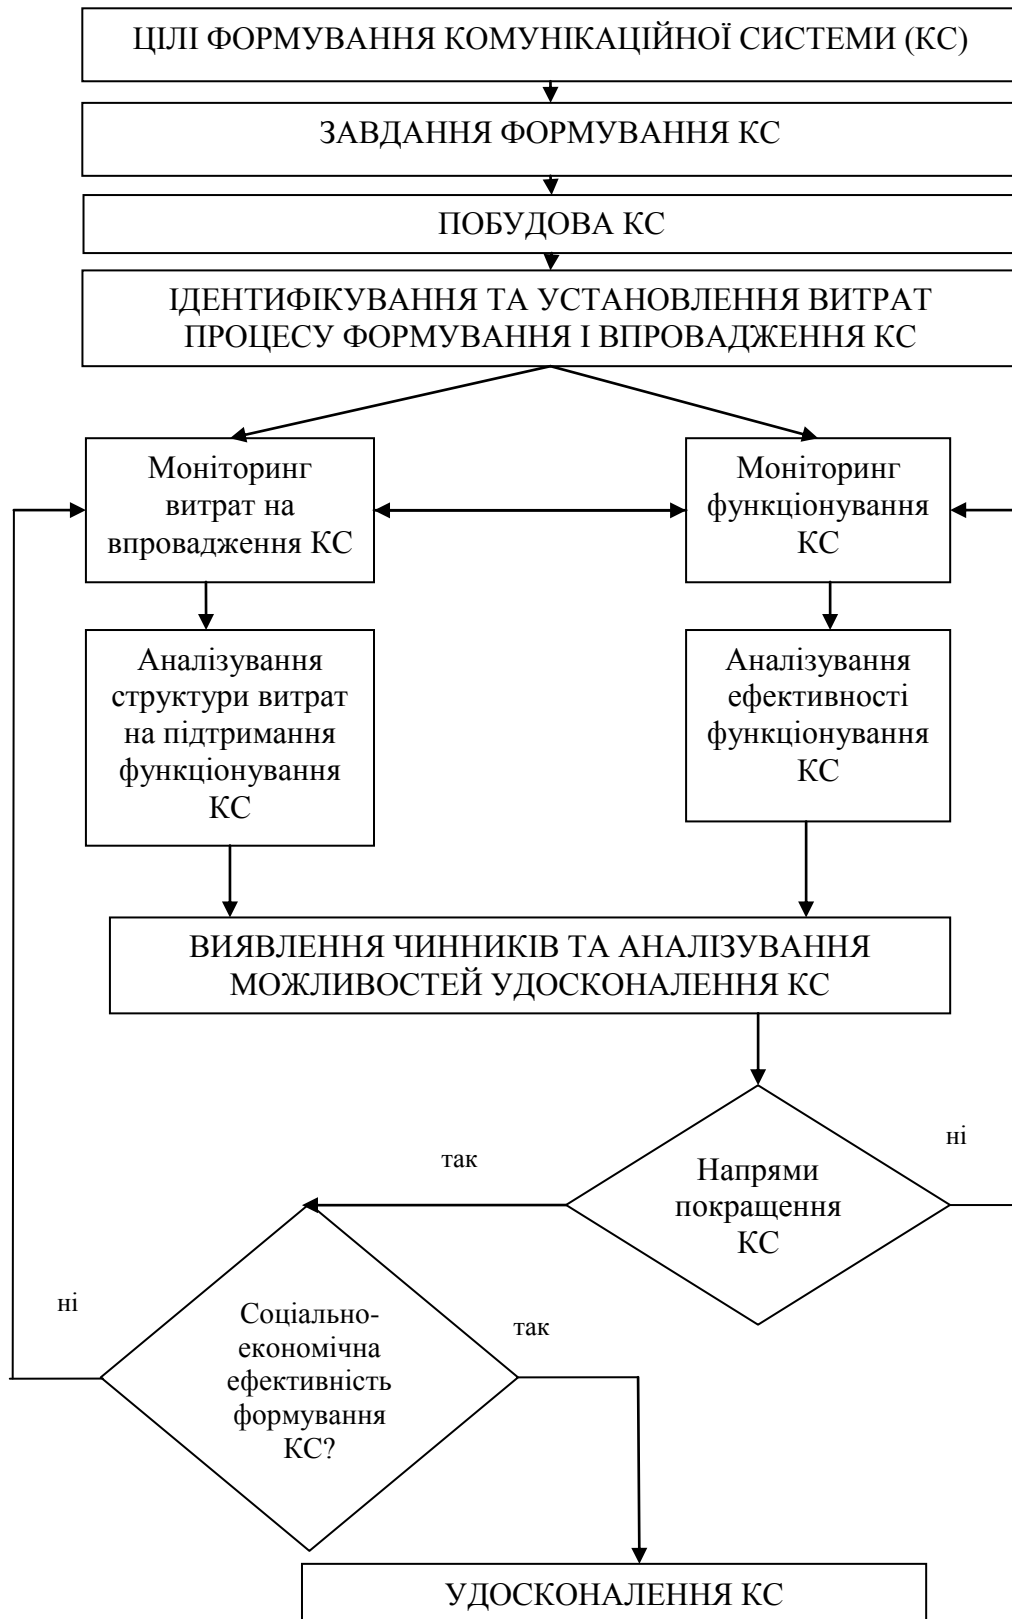 ЦІЛІ ФОРМУВАННЯ КОМУНІКАЦІЙНОЇ СИСТЕМИ (КС)
ЗАВДАННЯ ФОРМУВАННЯ КС
ПОБУДОВА КС
ІДЕНТИФІКУВАННЯ ТА УСТАНОВЛЕННЯ ВИТРАТ
ПРОЦЕСУ ФОРМУВАННЯ І ВПРОВАДЖЕННЯ КС
Моніторинг
витрат на
впровадження КС
Моніторинг
функціонування
КС
Аналізування
структури витрат
на підтримання
функціонування
КС
Аналізування
ефективності
функціонування
КС
ВИЯВЛЕННЯ ЧИННИКІВ ТА АНАЛІЗУВАННЯ
МОЖЛИВОСТЕЙ УДОСКОНАЛЕННЯ КС
Напрями
покращення
КС
ні
так
Соціально-
економічна
ефективність
формування
КС?
ні
так
УДОСКОНАЛЕННЯ КС